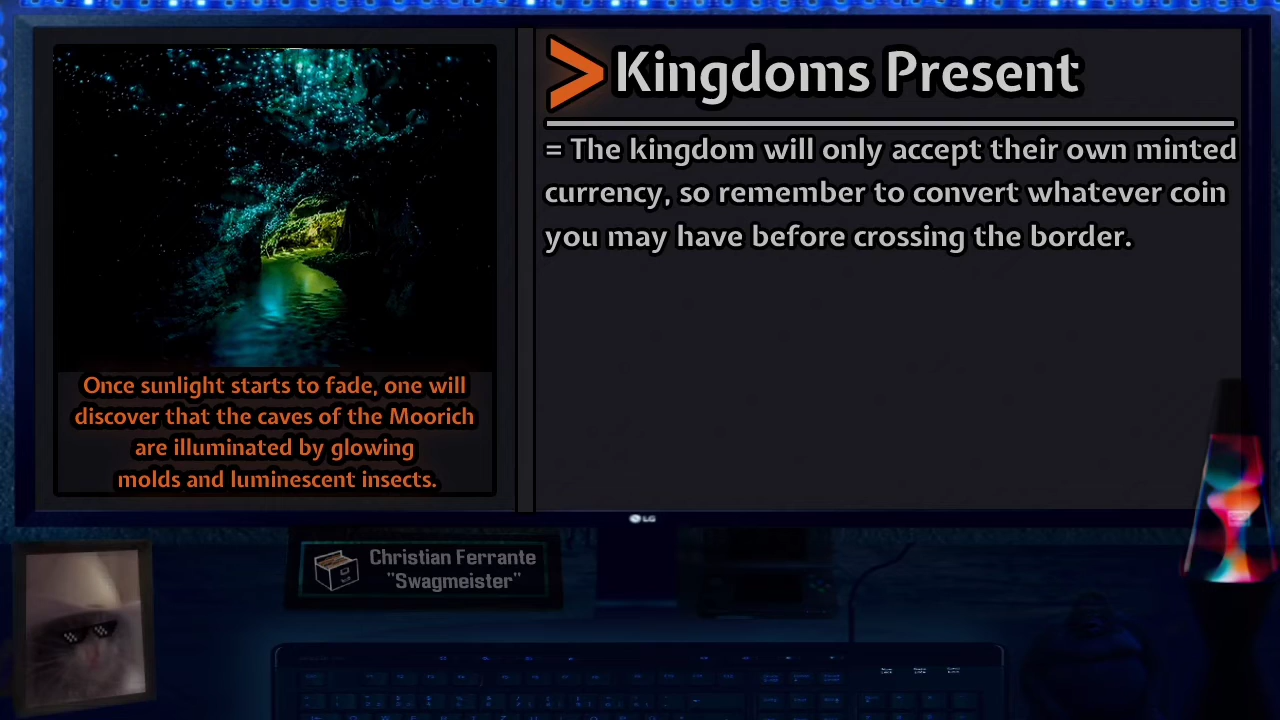 > Kingdoms Present
= The kingdom will only accept their own minted
currency, so remember to convert whatever coin
you may have before crossing the border.
Once sunlight starts to fade, one will
discover that the caves of the Moorich
are illuminated by glowing
molds and luminescent insects.
LG
Christian Ferrante
"Swagmeister"